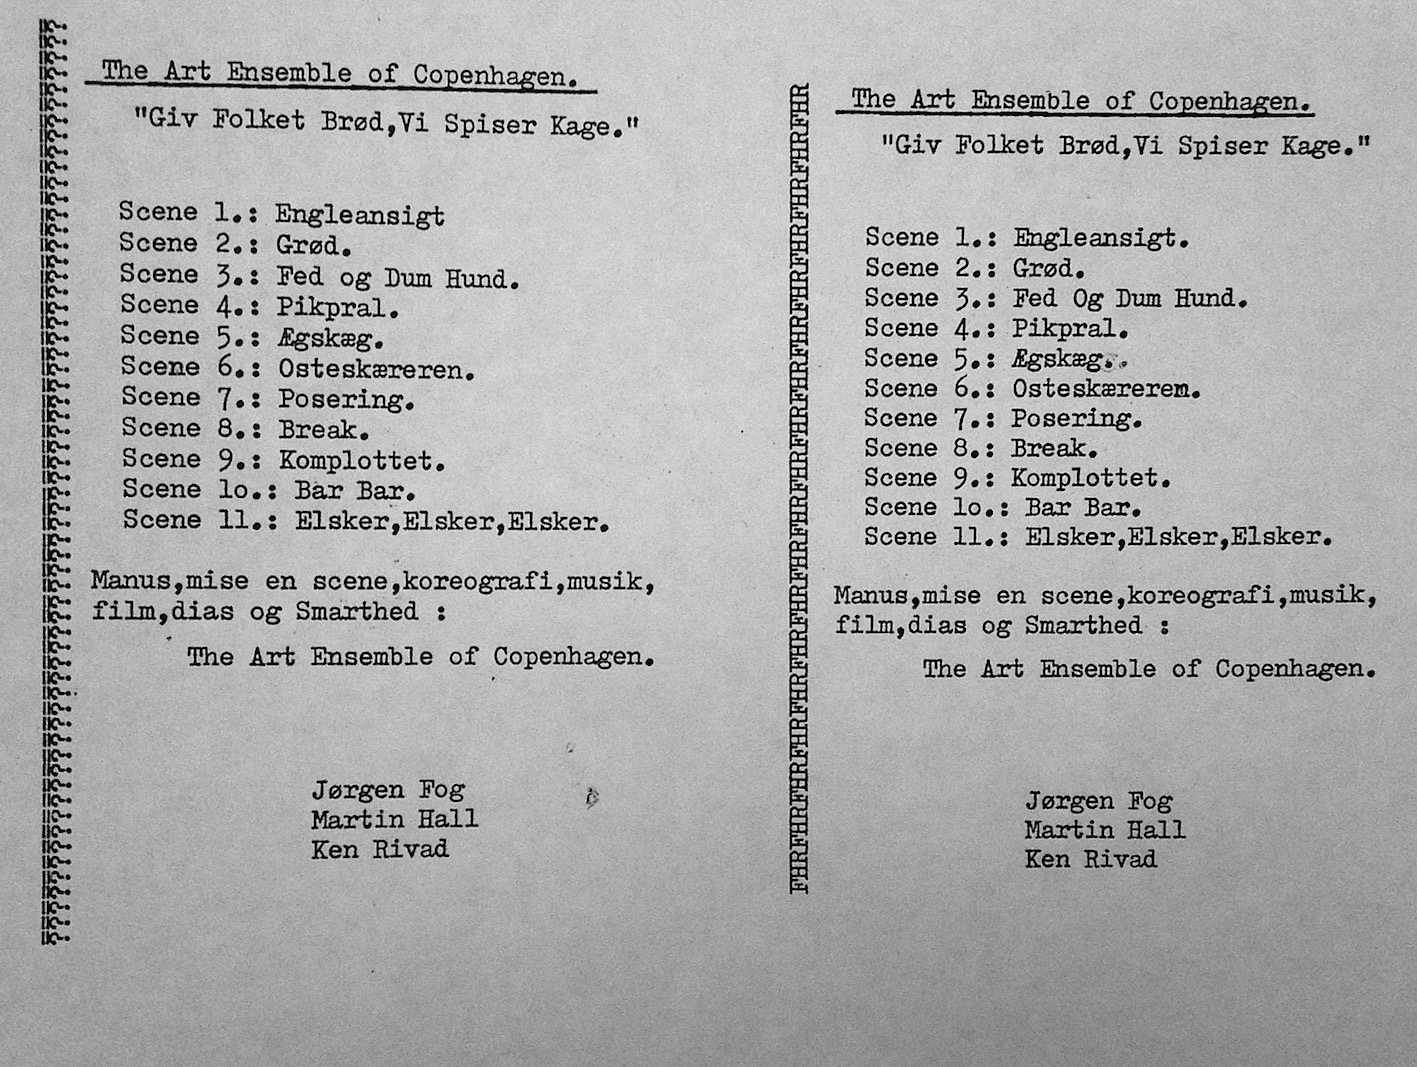 The Art Ensemble of Copenhagen.
"Giv Folket Brød,Vi Spiser Kage."
Scene 1.: Engleansigt
Scene 2.: Grød.
Scene 3.: Fed og Dum Hund.
Scene 4.: Pikpral.
Scene 5.: Ægskæg.
Scene 6.: Osteskæreren.
Scene 7.: Posering.
Scene 8.: Break.
Scene 9.: Komplottet.
Scene 1o.: Bar Bar.
Scene 11.: Elsker,Elsker,Elsker.
Manus,mise en scene,koreografi,musik,
film,dias og Smarthed :
The Art Ensemble of Copenhagen.
Jørgen Fog
Martin Hall
Ken Rivad
FHRFHRFHRFHRFHRFHRFHRFHRFHRFHRFHRFHRFHRFHRFHRFHRFHR
The Art Ensemble of Copenhagen.
"Giv Folket Brød,Vi Spiser Kage."
Scene 1.: Engleansigt.
Scene 2.: Grød.
Scene 3.: Fed Og Dum Hund.
Scene 4.: Pikpral.
Scene 5.: Ægskæg..
Scene 6.: Osteskæreren.
Scene 7.: Posering.
Scene 8.: Break.
Scene 9.: Komplottet.
Scene 1o.: Bar Bar.
Scene 11.: Elsker,Elsker,Elsker.
Manus,mise en scene,koreografi,musik,
film,dias og Smarthed :
The Art Ensemble of Copenhagen.
Jørgen Fog
Martin Hall
Ken Rivad